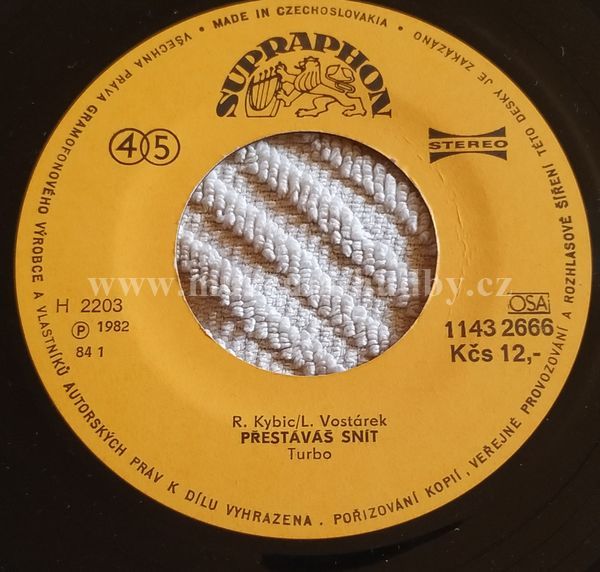 VŠECHNA PRÁVA GRAMOFONOVÉHO VÝROBCE A VLASTNÍKŮ AUTORSKÝCH PRÁV K DÍLU VYHRAZENA. POŘIZOVÁNÍ KOPIÍ, VEŘEJNÉ PROVOZOVÁNÍ A ROZHLASOVÉ ŠÍŘENÍ TÉTO DESKY JE ZAKÁZÁNO
• MADE IN CZECHOSLOVAKIA •
SUPRAPHON
45
STEREO
H 2203
Ⓟ 1982
84 1
OSA
1143 2666
Kčs 12,-
R. Kybic/L. Vostárek
PŘESTÁVÁŠ SNÍT
Turbo